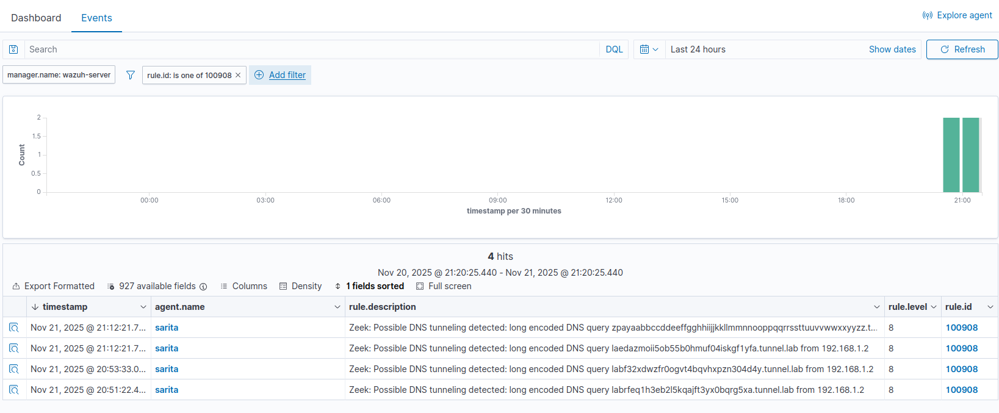 Dashboard Events Explore agent
Search DQL Last 24 hours Show dates Refresh
manager.name: wazuh-server rule.id: is one of 100908 × Add filter
2
1.5
1
0.5
0
Count
00:00 03:00 06:00 09:00 12:00 15:00 18:00 21:00
timestamp per 30 minutes
4 hits
Nov 20, 2025 @ 21:20:25.440 - Nov 21, 2025 @ 21:20:25.440
Export Formatted 927 available fields Columns Density 1 fields sorted Full screen
timestamp agent.name rule.description rule.level rule.id
Nov 21, 2025 @ 21:12:21.7... sarita Zeek: Possible DNS tunneling detected: long encoded DNS query zpayaabbccddeeffgghhiijjkkllmmnnooppqqrrssttuuvvwwxxyyzz.t... 8 100908
Nov 21, 2025 @ 21:12:21.7... sarita Zeek: Possible DNS tunneling detected: long encoded DNS query laedazmoii5ob55b0hmuf04iskgf1yfa.tunnel.lab from 192.168.1.2 8 100908
Nov 21, 2025 @ 20:53:33.0... sarita Zeek: Possible DNS tunneling detected: long encoded DNS query labf32xdwzfr0ogvt4bqvhxpzn304d4y.tunnel.lab from 192.168.1.2 8 100908
Nov 21, 2025 @ 20:51:22.4... sarita Zeek: Possible DNS tunneling detected: long encoded DNS query labrfeq1h3eb2l5kqajft3yx0bqrg5xa.tunnel.lab from 192.168.1.2 8 100908